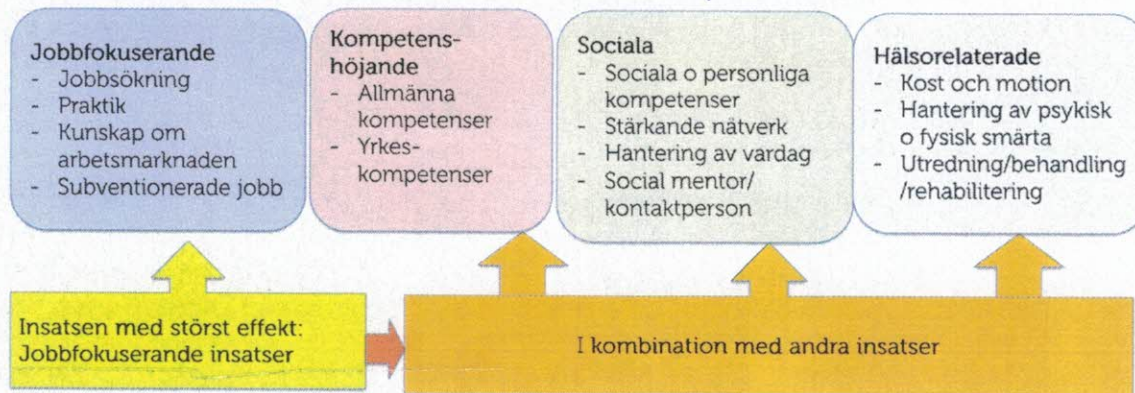 Jobbfokuserande
- Jobbsökning
- Praktik
- Kunskap om
arbetsmarknaden
- Subventionerade jobb
Kompetens-
höjande
- Allmänna
kompetenser
- Yrkes-
kompetenser
Sociala
- Sociala o personliga
kompetenser
- Stärkande nätverk
- Hantering av vardag
- Social mentor/
kontaktperson
Hälsorelaterade
- Kost och motion
- Hantering av psykisk
o fysisk smärta
- Utredning/behandling
/rehabilitering
Insatsen med störst effekt:
Jobbfokuserande insatser
I kombination med andra insatser